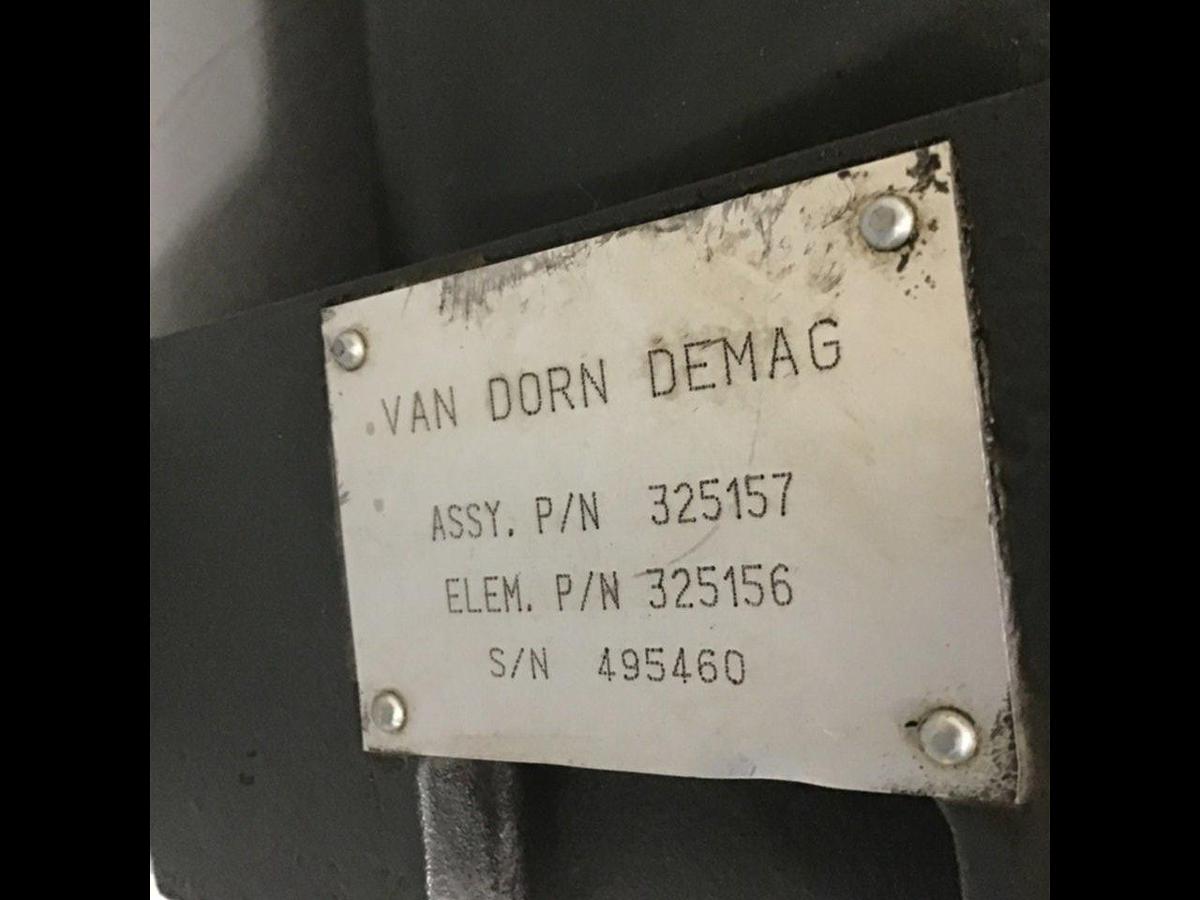 VAN DORN DEMAG
ASSY. P/N 325157
ELEM. P/N 325156
S/N 495460